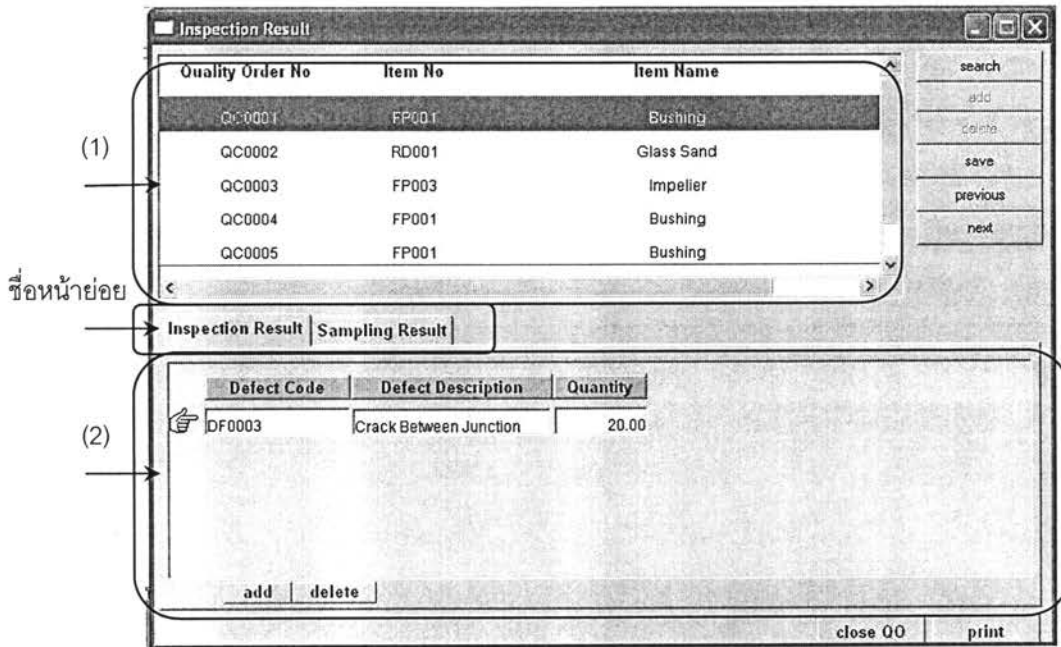 Inspection Result
Quality Order No Item No Item Name
QC0001 FP001 Bushing
QC0002 RD001 Glass Sand
QC0003 FP003 Impelier
QC0004 FP001 Bushing
QC0005 FP001 Bushing
search
add
delete
save
previous
next
(1)
ชื่อหน้าย่อย
Inspection Result Sampling Result
(2)
Defect Code Defect Description Quantity
DF0003 Crack Between Junction 20.00
add delete
close QO print